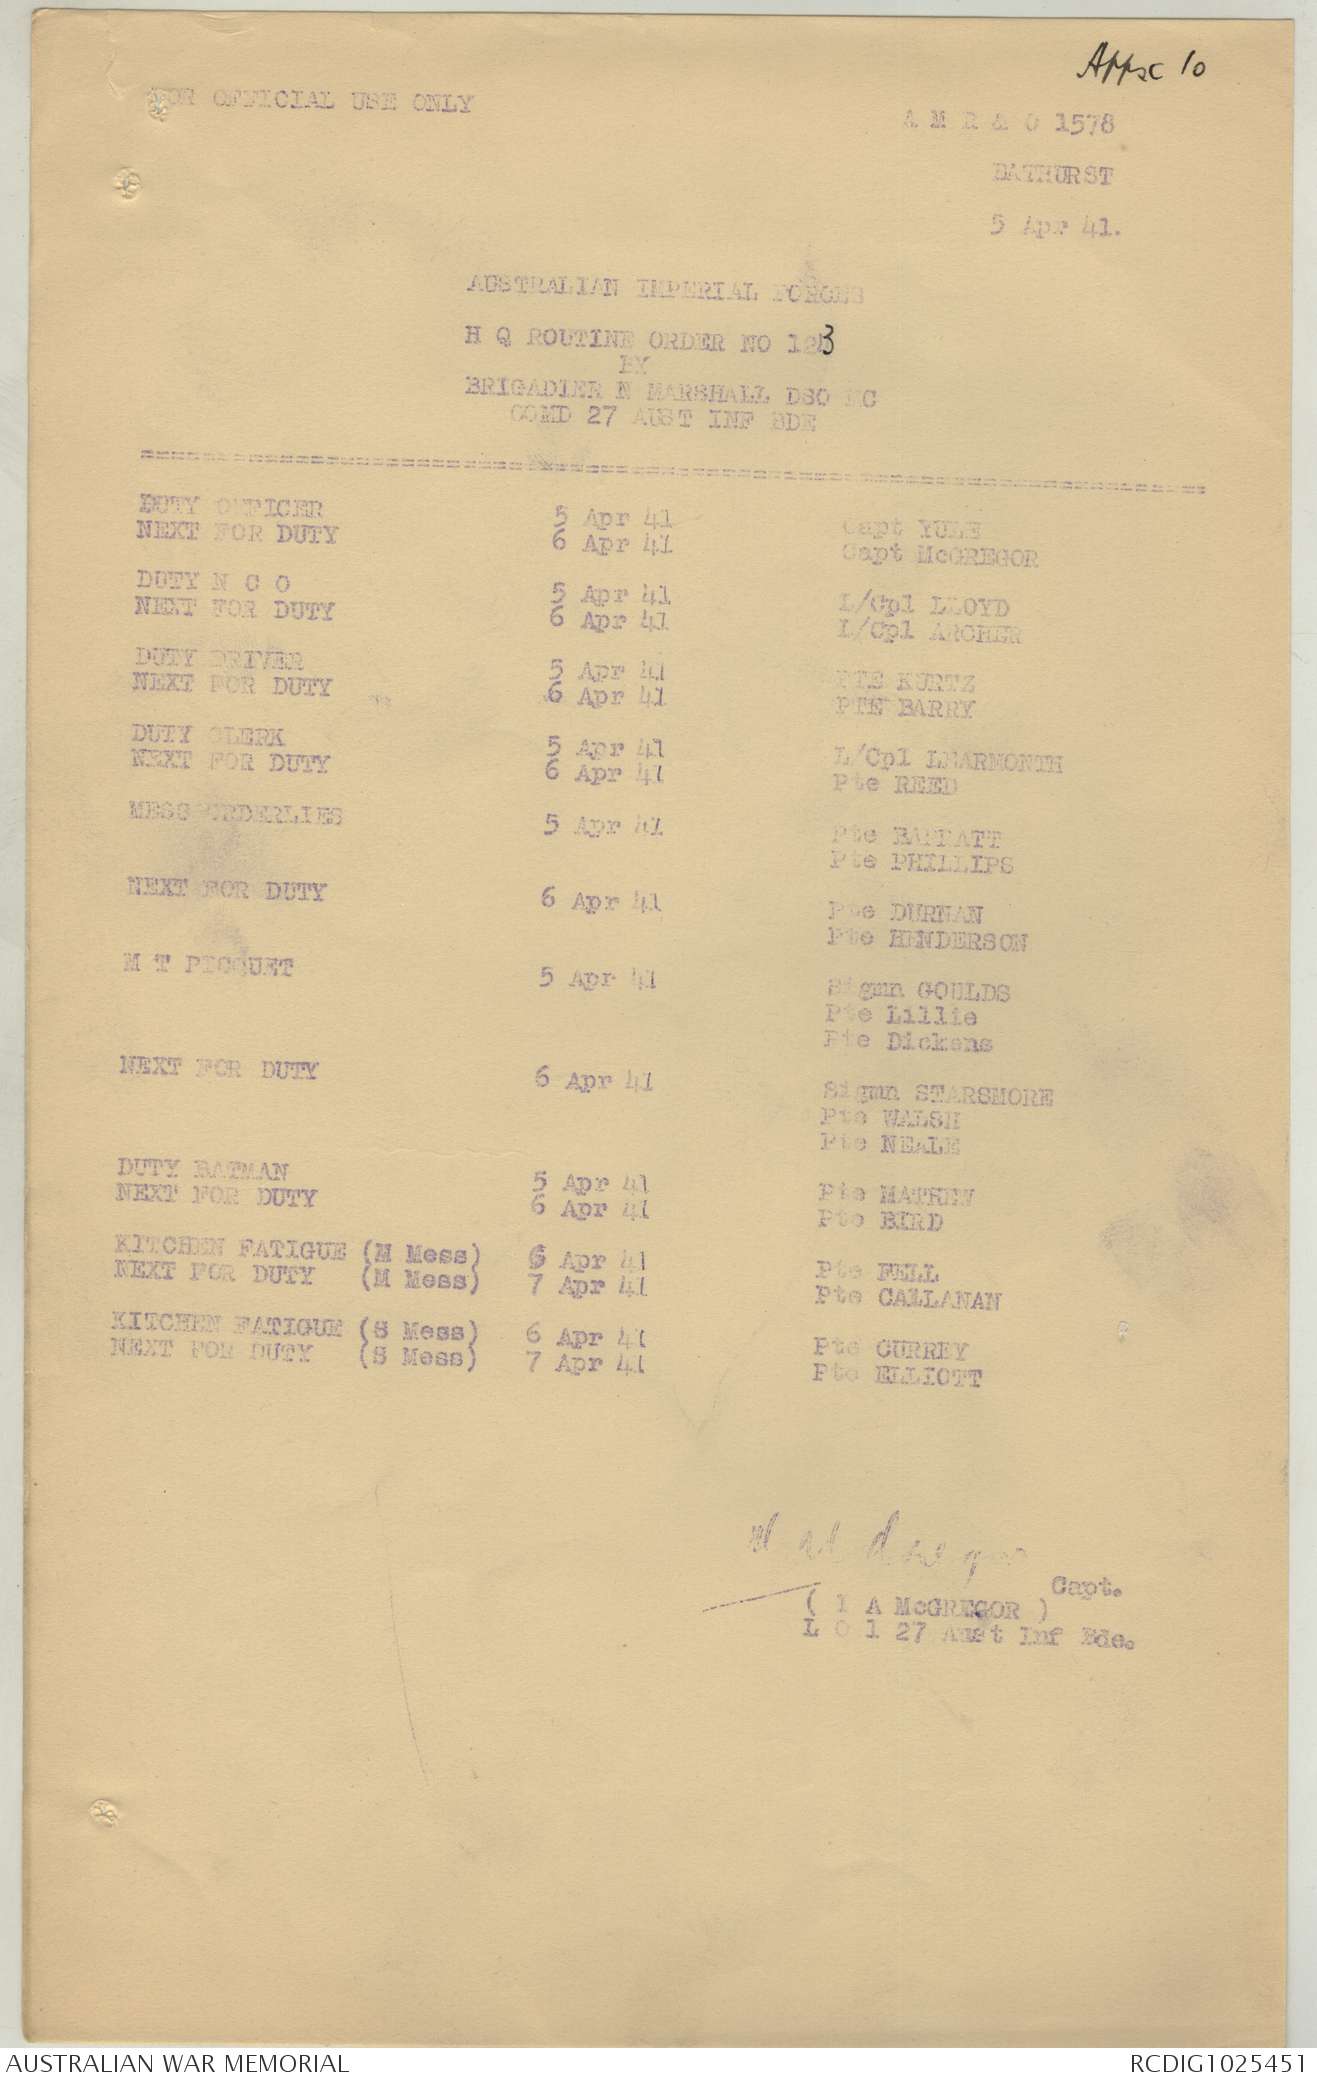 Appx 10
FOR OFFICIAL USE ONLY
A M R & O 1578
BATHURST
5 Apr 41.
AUSTRALIAN IMPERIAL FORCES
H Q ROUTINE ORDER NO 123
BY
BRIGADIER N MARSHALL DSO MC
COMD 27 AUST INF BDE
DUTY OFFICER 5 Apr 41 Capt YULE
NEXT FOR DUTY 6 Apr 41 Capt McGREGOR
DUTY N C O 5 Apr 41 L/Cpl LLOYD
NEXT FOR DUTY 6 Apr 41 L/Cpl ARCHER
DUTY DRIVER 5 Apr 41 PTE KURTZ
NEXT FOR DUTY 6 Apr 41 PTE BARRY
DUTY CLERK 5 Apr 41 L/Cpl LEARMONTH
NEXT FOR DUTY 6 Apr 41 Pte REED
MESS ORDERLIES 5 Apr 41 Pte BARRATT
Pte PHILLIPS
NEXT FOR DUTY 6 Apr 41 Pte DURNAN
Pte HENDERSON
M T PICQUET 5 Apr 41 Sigmn GOULDS
Pte Lillie
Pte Dickens
NEXT FOR DUTY 6 Apr 41 Sigmn STARSMORE
Pte WALSH
Pte NEALE
DUTY BATMAN 5 Apr 41 Pte MATHEW
NEXT FOR DUTY 6 Apr 41 Pte BIRD
KITCHEN FATIGUE (M Mess) 6 Apr 41 Pte FELL
NEXT FOR DUTY (M Mess) 7 Apr 41 Pte CALLANAN
KITCHEN FATIGUE (S Mess) 6 Apr 41 Pte CURREY
NEXT FOR DUTY (S Mess) 7 Apr 41 Pte ELLIOTT
Capt.
( I A McGREGOR )
L O 1 27 Aust Inf Bde.
AUSTRALIAN WAR MEMORIAL RCDIG1025451